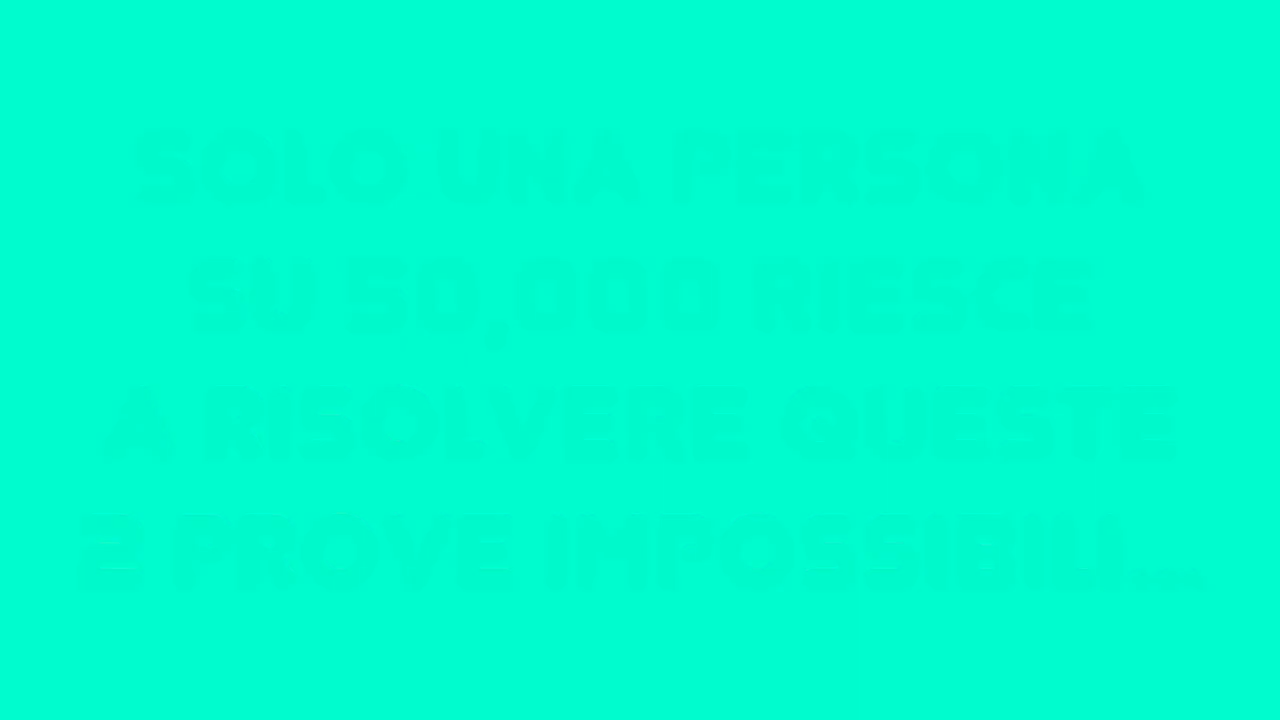 SOLO UNA PERSONA
SU 50,000 RIESCE
A RISOLVERE QUESTE
2 PROVE IMPOSSIBILI...